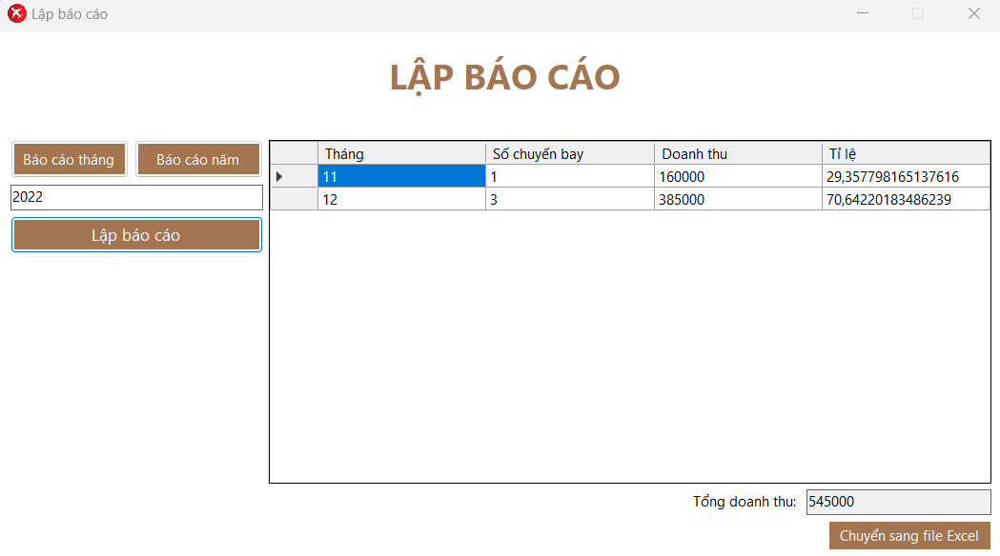 Lập báo cáo
LẬP BÁO CÁO
Báo cáo tháng Báo cáo năm
2022
Lập báo cáo
Tháng Số chuyến bay Doanh thu Tỉ lệ
11 1 160000 29,357798165137616
12 3 385000 70,64220183486239
Tổng doanh thu: 545000
Chuyển sang file Excel